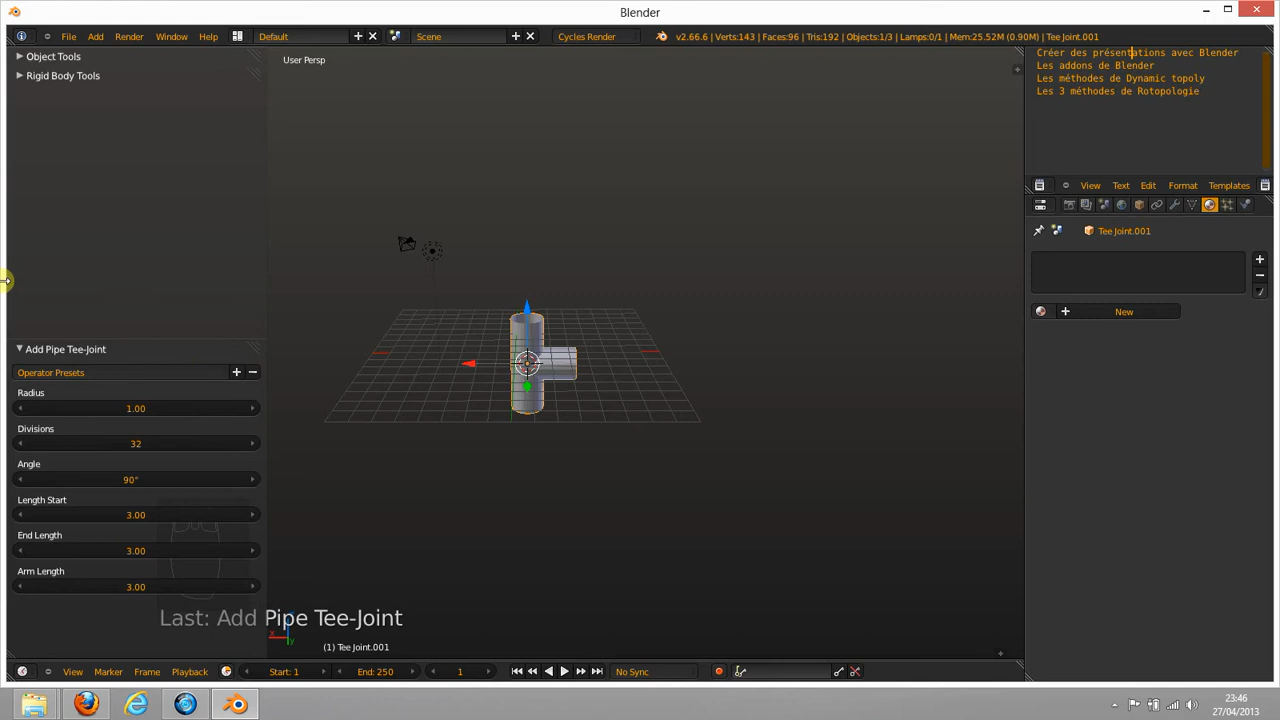 Blender
File Add Render Window Help Default Scene Cycles Render v2.66.6 | Verts:143 | Faces:96 | Tris:192 | Objects:1/3 | Lamps:0/1 | Mem:25.52M (0.90M) | Tee Joint.001
Object Tools
Rigid Body Tools
User Persp
Créer des présentations avec Blender
Les addons de Blender
Les méthodes de Dynamic topoly
Les 3 méthodes de Rotopologie
View Text Edit Format Templates
Tee Joint.001
New
Add Pipe Tee-Joint
Operator Presets
Radius
1.00
Divisions
32
Angle
90°
Length Start
3.00
End Length
3.00
Arm Length
3.00
Last: Add Pipe Tee-Joint
(1) Tee Joint.001
View Marker Frame Playback Start: 1 End: 250 1 No Sync
23:46
27/04/2013